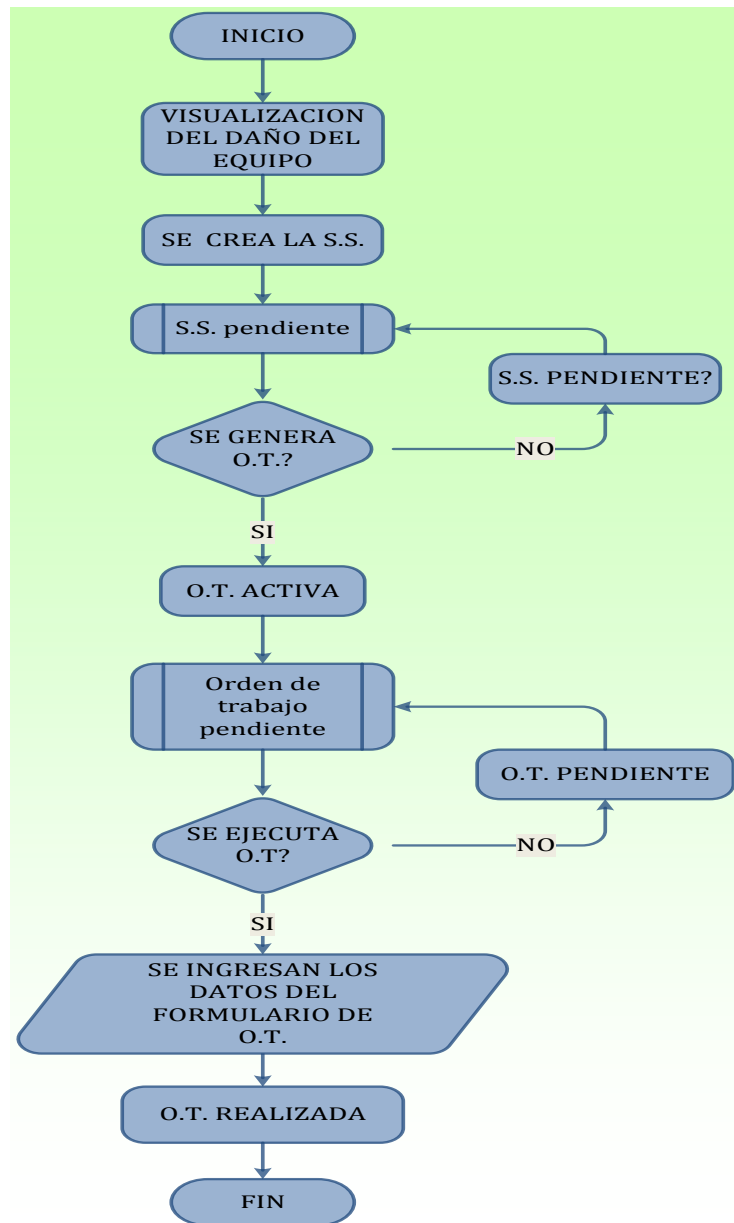 INICIO
VISUALIZACION
DEL DAÑO DEL
EQUIPO
SE CREA LA S.S.
S.S. pendiente
S.S. PENDIENTE?
SE GENERA
O.T.?
NO
SI
O.T. ACTIVA
Orden de
trabajo
pendiente
O.T. PENDIENTE
SE EJECUTA
O.T?
NO
SI
SE INGRESAN LOS
DATOS DEL
FORMULARIO DE
O.T.
O.T. REALIZADA
FIN